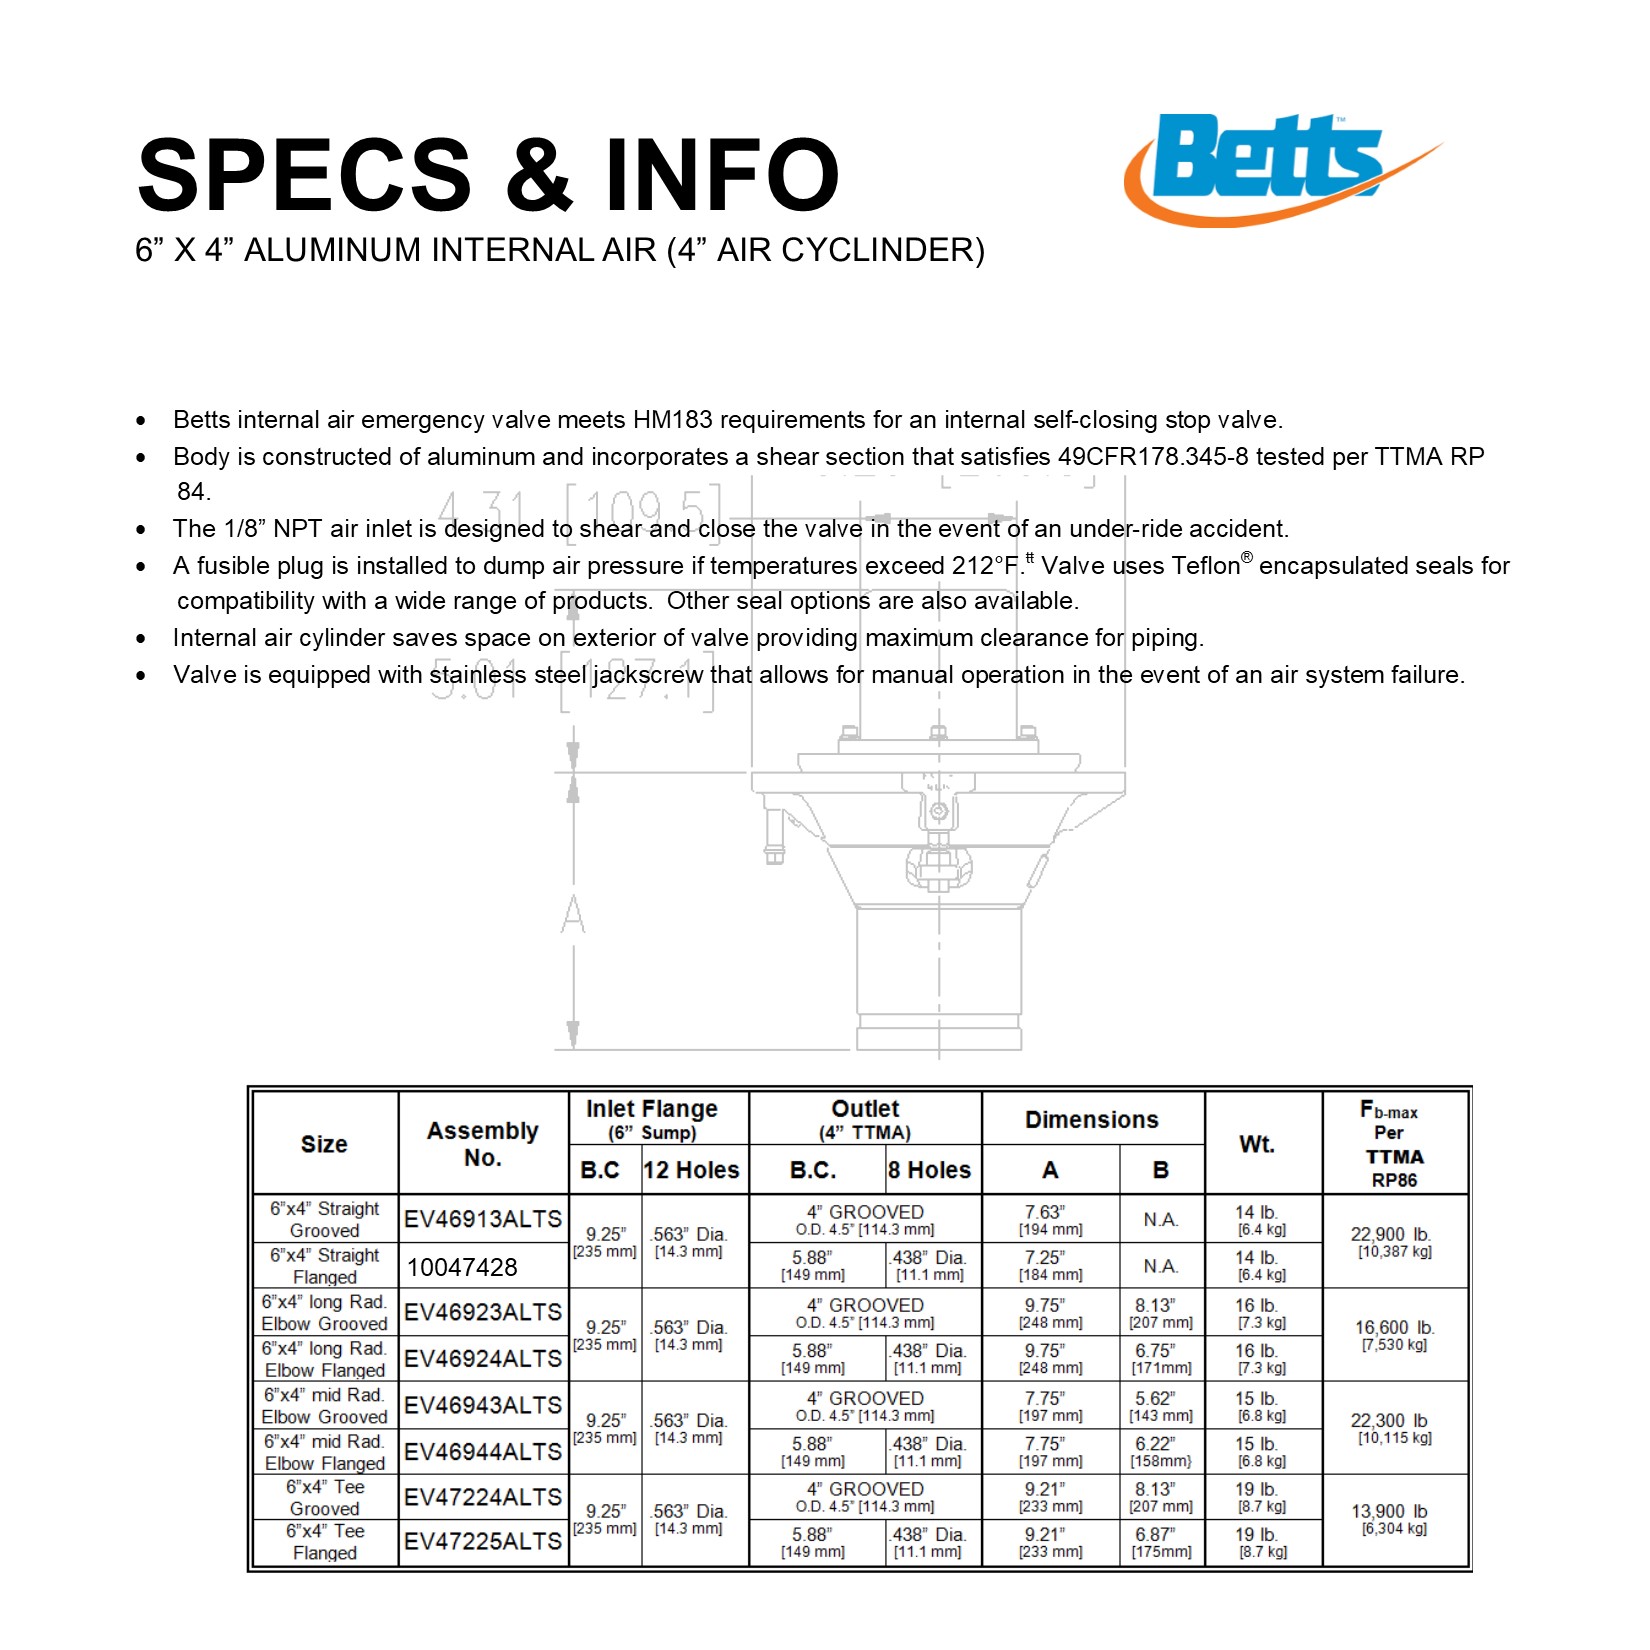 Betts™
SPECS & INFO
6” X 4” ALUMINUM INTERNAL AIR (4” AIR CYCLINDER)
• Betts internal air emergency valve meets HM183 requirements for an internal self-closing stop valve.
• Body is constructed of aluminum and incorporates a shear section that satisfies 49CFR178.345-8 tested per TTMA RP
84.
4.31 [109.5]
• The 1/8” NPT air inlet is designed to shear and close the valve in the event of an under-ride accident.
• A fusible plug is installed to dump air pressure if temperatures exceed 212°F.tt Valve uses Teflon® encapsulated seals for
compatibility with a wide range of products. Other seal options are also available.
• Internal air cylinder saves space on exterior of valve providing maximum clearance for piping.
• Valve is equipped with stainless steel jackscrew that allows for manual operation in the event of an air system failure.
5.01 [127.1]
A
Size Assembly No. Inlet Flange (6” Sump) Outlet (4” TTMA) Dimensions Wt. Fb-max Per TTMA RP86
B.C 12 Holes B.C. 8 Holes A B
6”x4” Straight Grooved EV46913ALTS 9.25” [235 mm] .563” Dia. [14.3 mm] 4” GROOVED O.D. 4.5” [114.3 mm] 7.63” [194 mm] N.A. 14 lb. [6.4 kg] 22,900 lb. [10,387 kg]
6”x4” Straight Flanged 10047428 5.88” [149 mm] .438” Dia. [11.1 mm] 7.25” [184 mm] N.A. 14 lb. [6.4 kg]
6”x4” long Rad. Elbow Grooved EV46923ALTS 9.25” [235 mm] .563” Dia. [14.3 mm] 4” GROOVED O.D. 4.5” [114.3 mm] 9.75” [248 mm] 8.13” [207 mm] 16 lb. [7.3 kg] 16,600 lb. [7,530 kg]
6”x4” long Rad. Elbow Flanged EV46924ALTS 5.88” [149 mm] .438” Dia. [11.1 mm] 9.75” [248 mm] 6.75” [171mm] 16 lb. [7.3 kg]
6”x4” mid Rad. Elbow Grooved EV46943ALTS 9.25” [235 mm] .563” Dia. [14.3 mm] 4” GROOVED O.D. 4.5” [114.3 mm] 7.75” [197 mm] 5.62” [143 mm] 15 lb. [6.8 kg] 22,300 lb [10,115 kg]
6”x4” mid Rad. Elbow Flanged EV46944ALTS 5.88” [149 mm] .438” Dia. [11.1 mm] 7.75” [197 mm] 6.22” [158mm} 15 lb. [6.8 kg]
6”x4” Tee Grooved EV47224ALTS 9.25” [235 mm] .563” Dia. [14.3 mm] 4” GROOVED O.D. 4.5” [114.3 mm] 9.21” [233 mm] 8.13” [207 mm] 19 lb. [8.7 kg] 13,900 lb [6,304 kg]
6”x4” Tee Flanged EV47225ALTS 5.88” [149 mm] .438” Dia. [11.1 mm] 9.21” [233 mm] 6.87” [175mm] 19 lb. [8.7 kg]